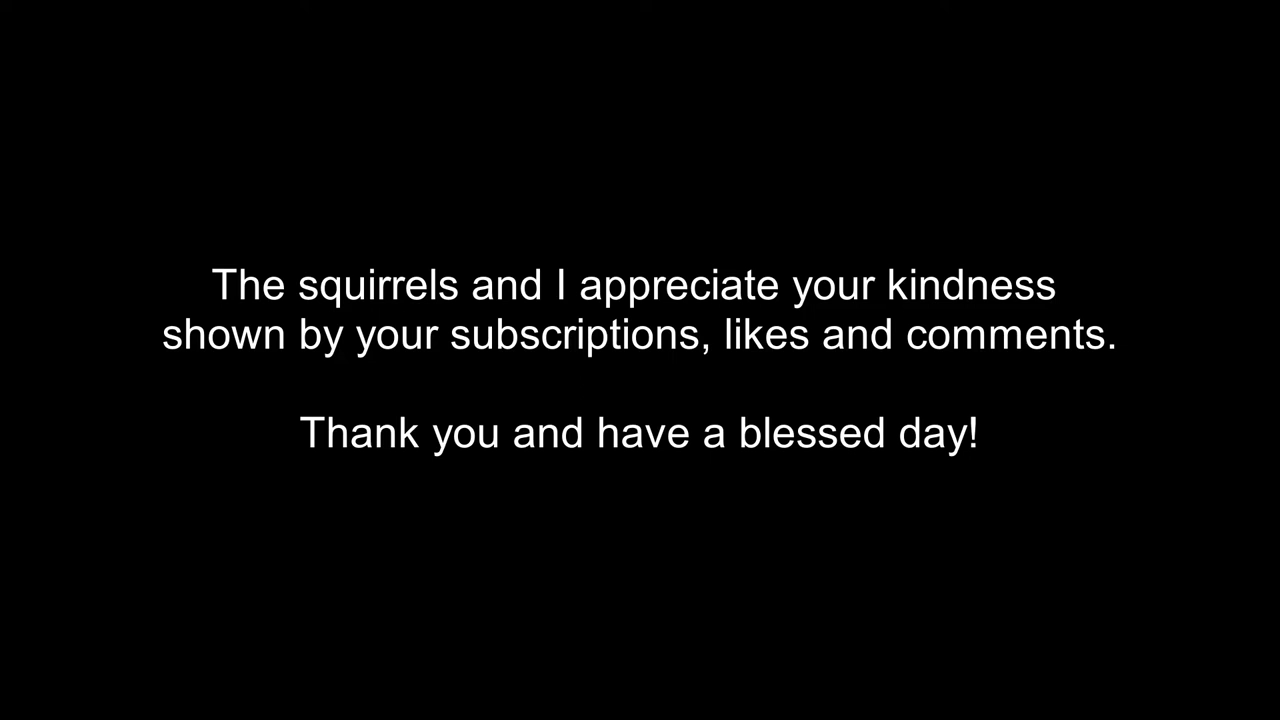 The squirrels and I appreciate your kindness
shown by your subscriptions, likes and comments.
Thank you and have a blessed day!